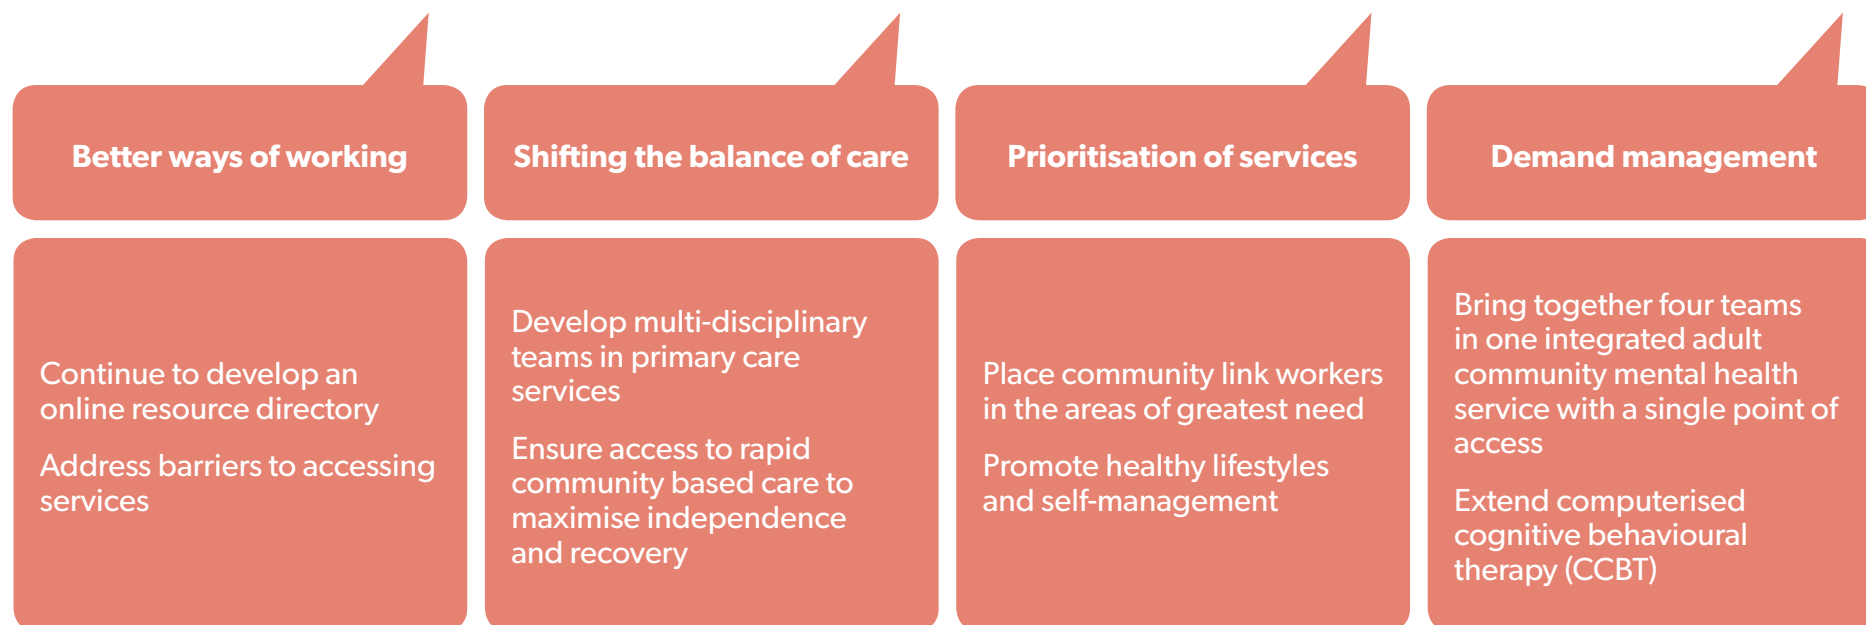 Better ways of working
Shifting the balance of care
Prioritisation of services
Demand management
Continue to develop an
online resource directory
Address barriers to accessing
services
Develop multi-disciplinary
teams in primary care
services
Ensure access to rapid
community based care to
maximise independence
and recovery
Place community link workers
in the areas of greatest need
Promote healthy lifestyles
and self-management
Bring together four teams
in one integrated adult
community mental health
service with a single point of
access
Extend computerised
cognitive behavioural
therapy (CCBT)